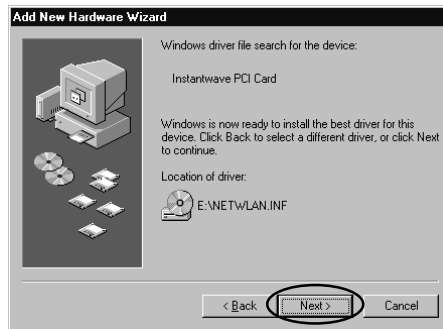 Add New Hardware Wizard
Windows driver file search for the device:
Instantwave PCI Card
Windows is now ready to install the best driver for this
device. Click Back to select a different driver, or click Next
to continue.
Location of driver:
E:\NETWLAN.INF
< Back
Next >
Cancel